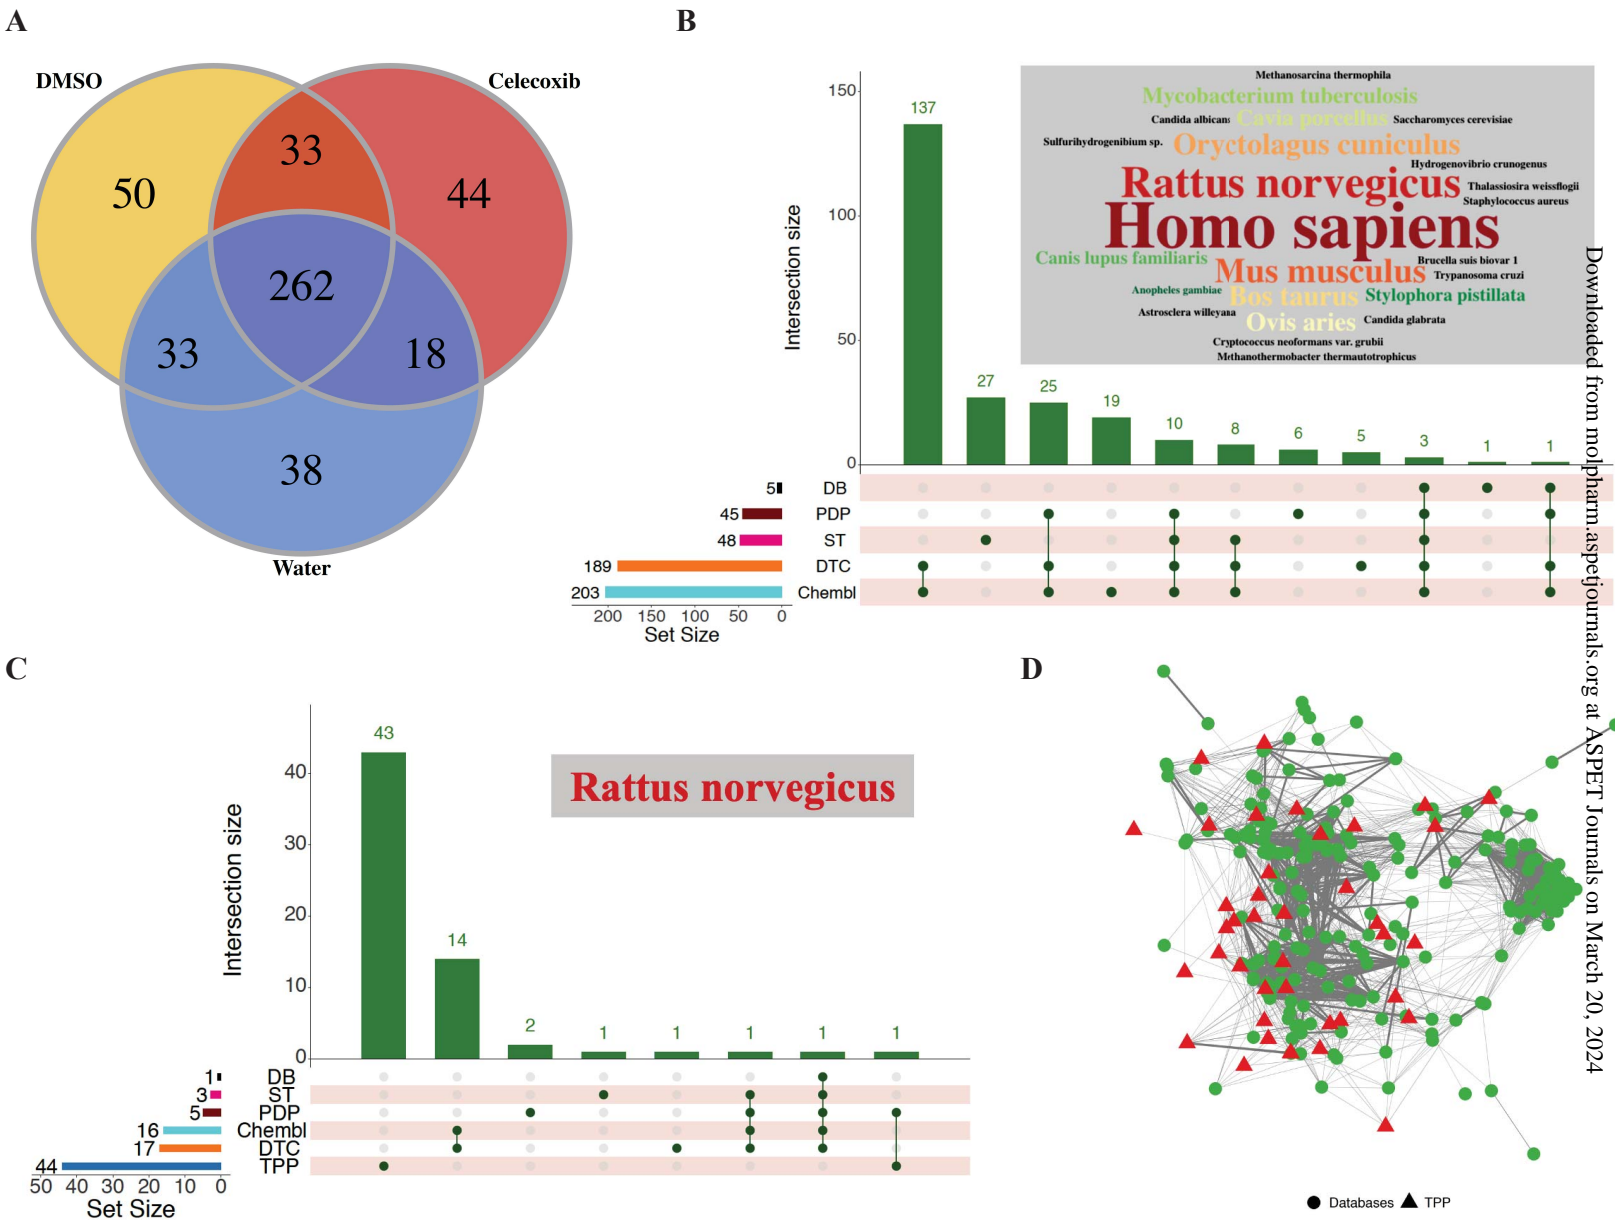 A
DMSO
Celecoxib
33
50
44
262
33
18
38
Water
B
150
100
50
0
Intersection size
137
27
25
19
10
8
6
5
3
1
1
Methanosarcina thermophila
Mycobacterium tuberculosis
Candida albicans Cavia porcellus Saccharomyces cerevisiae
Sulfurihydrogenibium sp. Oryctolagus cuniculus
Hydrogenovibrio crunogenus
Rattus norvegicus Thalassiosira weissflogii
Staphylococcus aureus
Homo sapiens
Canis lupus familiaris Mus musculus Brucella suis biovar 1
Trypanosoma cruzi
Anopheles gambiae Bos taurus Stylophora pistillata
Astrosclera willeyana Ovis aries Candida glabrata
Cryptococcus neoformans var. grubii
Methanothermobacter thermautotrophicus
5 DB
45 PDP
48 ST
189 DTC
203 Chembl
200 150 100 50 0
Set Size
C
40
30
20
10
0
Intersection size
43
14
2
1
1
1
1
1
Rattus norvegicus
1 DB
3 ST
5 PDP
16 Chembl
17 DTC
44 TPP
50 40 30 20 10 0
Set Size
D
Databases TPP
Downloaded from molpharm.aspetjournals.org at ASPET Journals on March 20, 2024